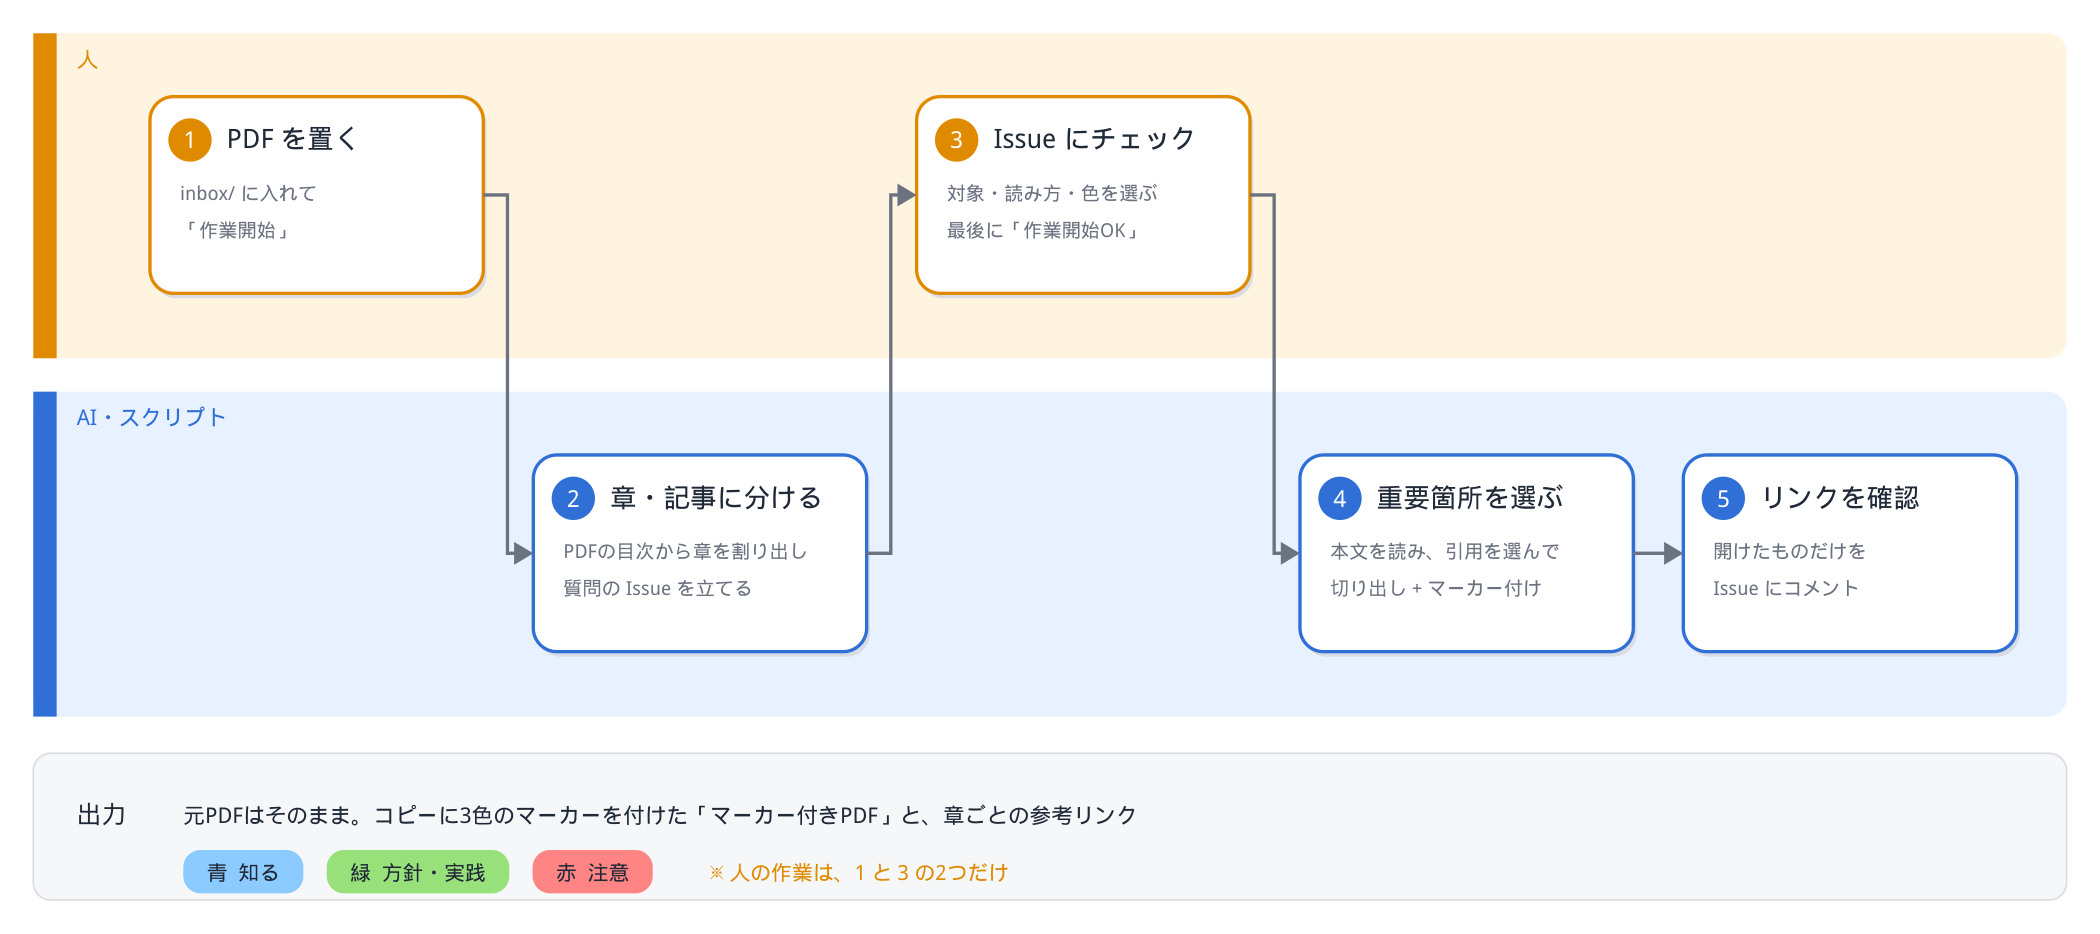 人
1 PDF を置く
inbox/ に入れて
「作業開始」
3 Issue にチェック
対象・読み方・色を選ぶ
最後に「作業開始OK」
AI・スクリプト
2 章・記事に分ける
PDFの目次から章を割り出し
質問の Issue を立てる
4 重要箇所を選ぶ
本文を読み、引用を選んで
切り出し + マーカー付け
5 リンクを確認
開けたものだけを
Issue にコメント
出力 元PDFはそのまま。コピーに3色のマーカーを付けた「マーカー付きPDF」と、章ごとの参考リンク
青 知る 緑 方針・実践 赤 注意 ※ 人の作業は、1 と 3 の2つだけ